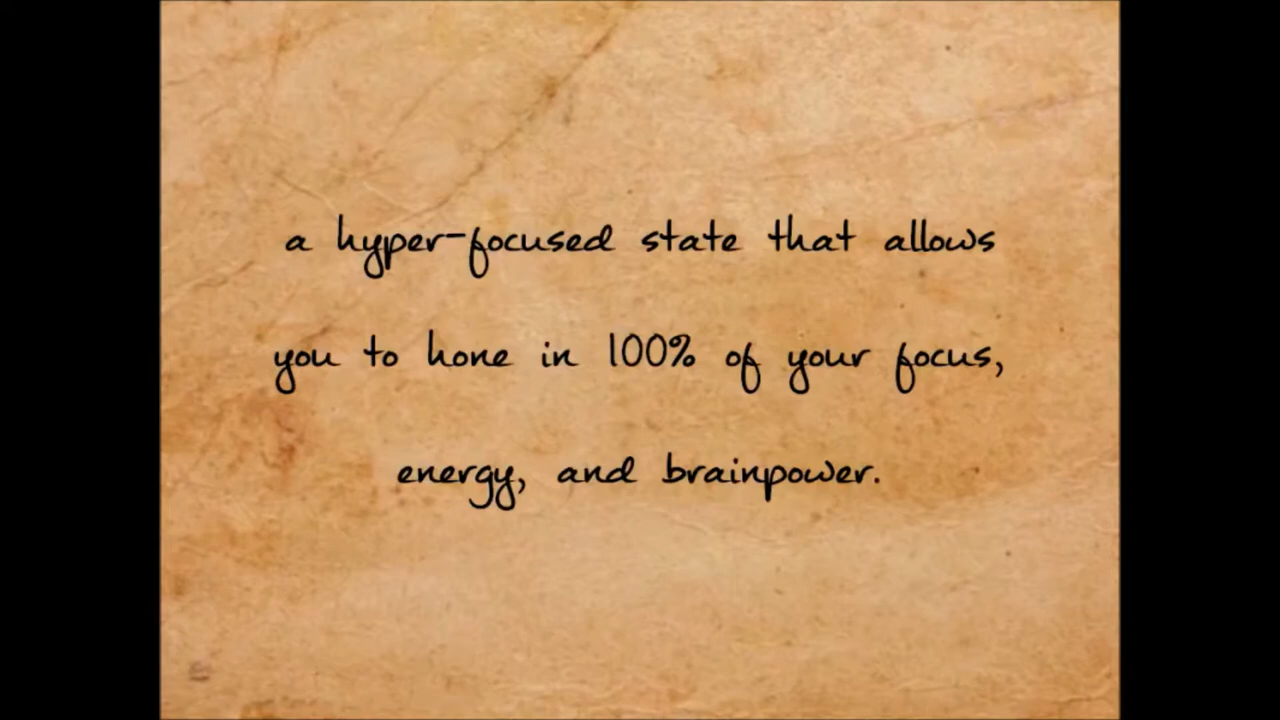 a hyper-focused state that allows
you to hone in 100% of your focus,
energy, and brainpower.